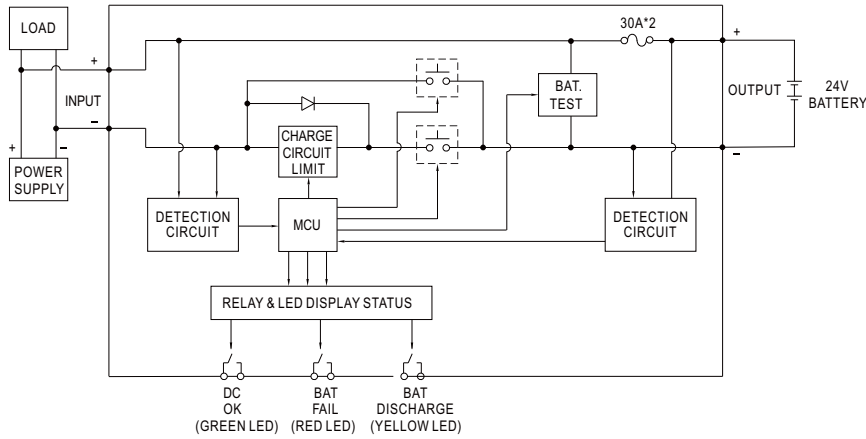 LOAD
30A*2
+
+
+
INPUT
BAT.
TEST
OUTPUT
24V
BATTERY
−
+
−
−
CHARGE
CIRCUIT
LIMIT
POWER
SUPPLY
DETECTION
CIRCUIT
MCU
DETECTION
CIRCUIT
RELAY & LED DISPLAY STATUS
DC
OK
(GREEN LED)
BAT
FAIL
(RED LED)
BAT
DISCHARGE
(YELLOW LED)